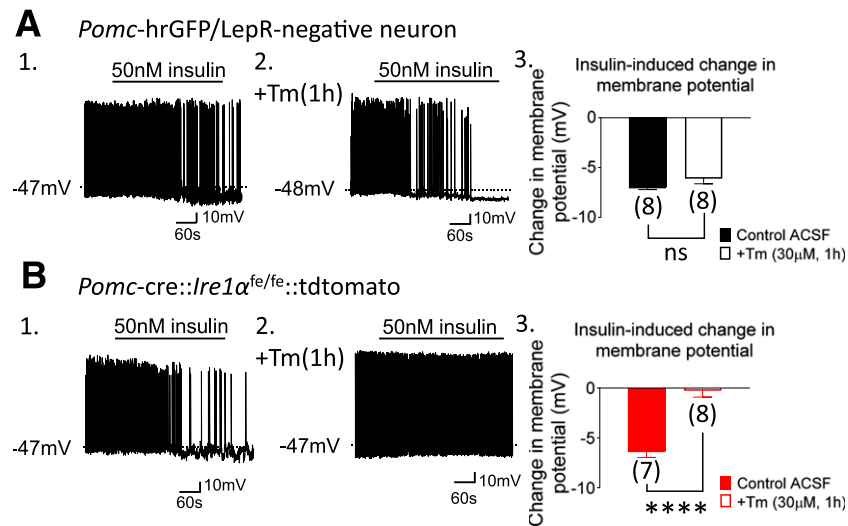 A
Pomc-hrGFP/LepR-negative neuron
1.
50nM insulin
-47mV
10mV
60s
2.
50nM insulin
+Tm(1h)
-48mV
10mV
60s
3.
Insulin-induced change in
membrane potential
Change in membrane
potential (mV)
0
-5
-10
(8)
(8)
ns
Control ACSF
+Tm (30μM, 1h)
B
Pomc-cre::Ire1α^fe/fe::tdtomato
1.
50nM insulin
-47mV
10mV
60s
2.
50nM insulin
+Tm(1h)
-47mV
10mV
60s
3.
Insulin-induced change in
membrane potential
Change in membrane
potential (mV)
0
-5
-10
(7)
(8)
****
Control ACSF
+Tm (30μM, 1h)